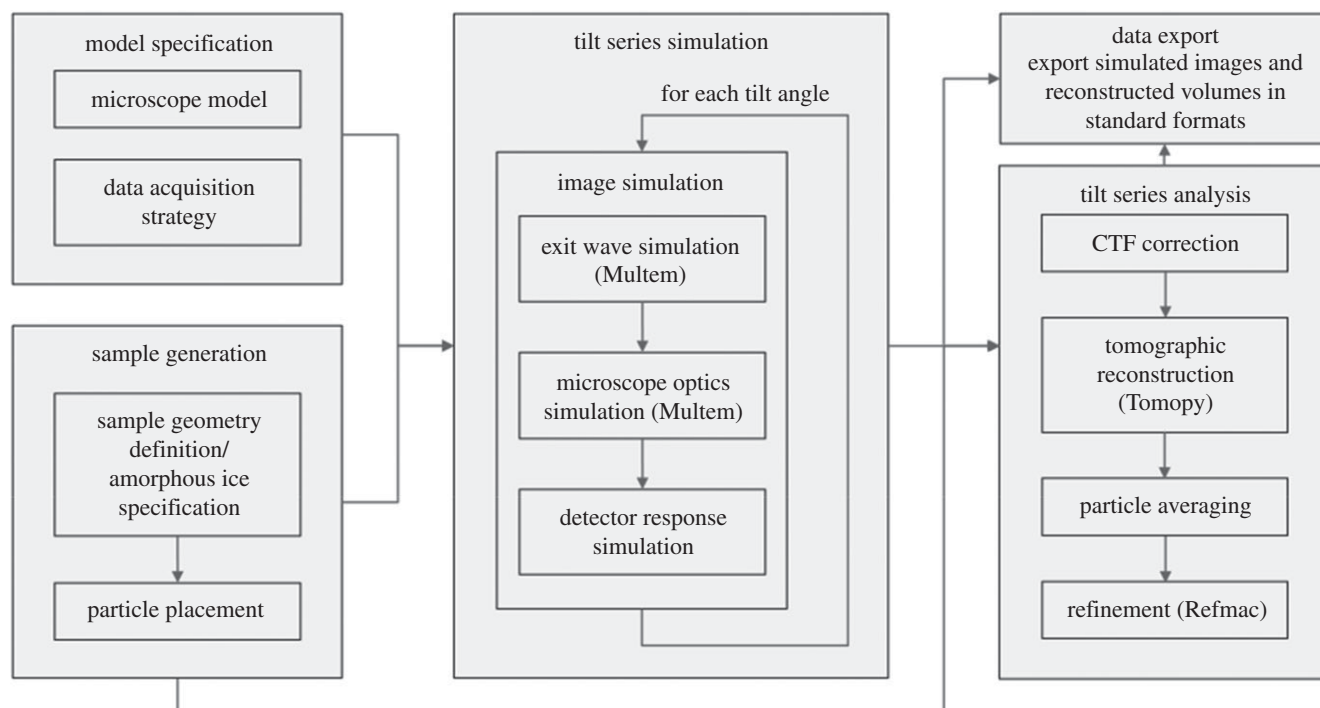 model specification
microscope model
data acquisition
strategy
sample generation
sample geometry
definition/
amorphous ice
specification
particle placement
tilt series simulation
for each tilt angle
image simulation
exit wave simulation
(Multem)
microscope optics
simulation (Multem)
detector response
simulation
data export
export simulated images and
reconstructed volumes in
standard formats
tilt series analysis
CTF correction
tomographic
reconstruction
(Tomopy)
particle averaging
refinement (Refmac)